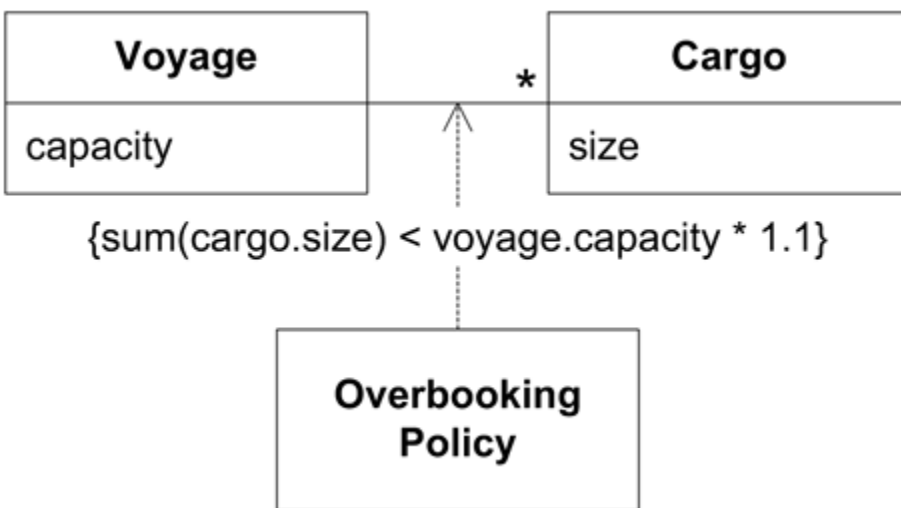 Voyage
*
Cargo
capacity
size
{sum(cargo.size) < voyage.capacity * 1.1}
Overbooking
Policy